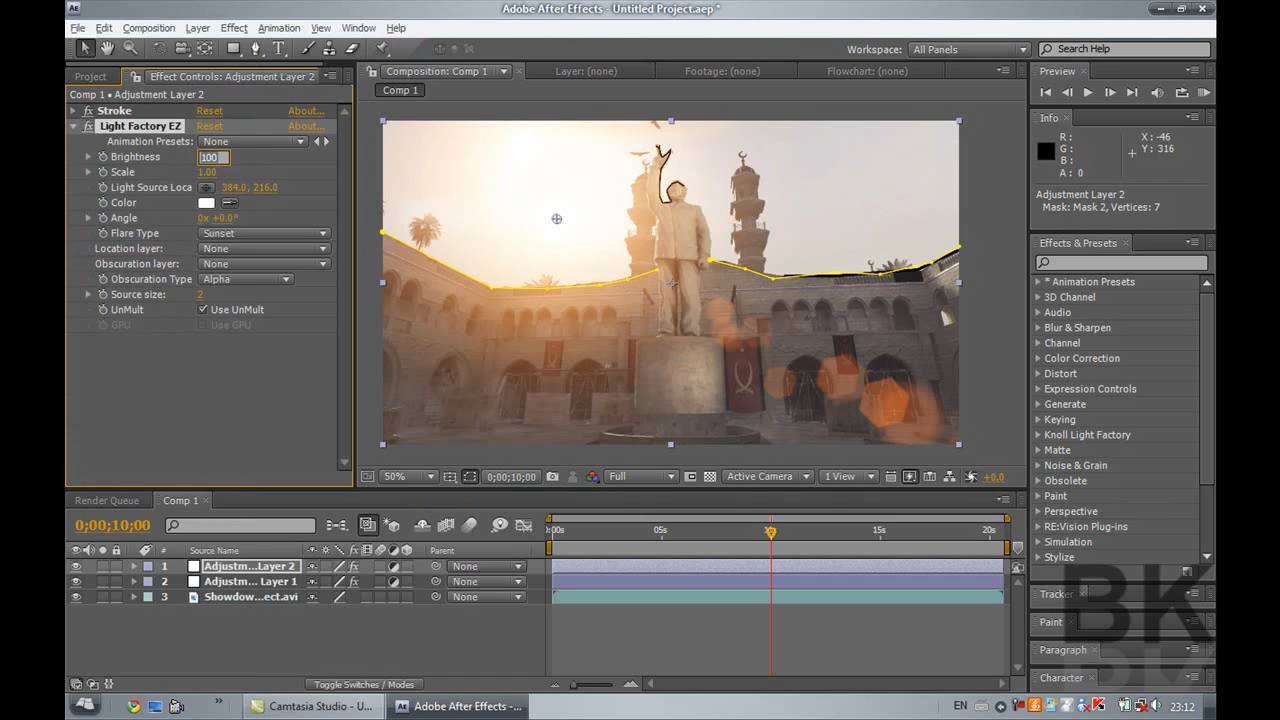 Adobe After Effects - Untitled Project.aep *
File Edit Composition Layer Effect Animation View Window Help
Workspace: All Panels Search Help
Project Effect Controls: Adjustment Layer 2
Comp 1 • Adjustment Layer 2
fx Stroke Reset About...
fx Light Factory EZ Reset About...
Animation Presets: None
Brightness 100
Scale 1.00
Light Source Loca 384.0, 216.0
Color
Angle 0x +0.0°
Flare Type Sunset
Location layer: None
Obscuration layer: None
Obscuration Type Alpha
Source size: 2
UnMult Use UnMult
GPU Use GPU
Composition: Comp 1 Layer: (none) Footage: (none) Flowchart: (none)
Comp 1
50% 0;00;10;00 Full Active Camera 1 View +0.0
Preview
Info
R: X: -46
G: Y: 316
B:
A: 0
Adjustment Layer 2
Mask: Mask 2, Vertices: 7
Effects & Presets
* Animation Presets
3D Channel
Audio
Blur & Sharpen
Channel
Color Correction
Distort
Expression Controls
Generate
Keying
Knoll Light Factory
Matte
Noise & Grain
Obsolete
Paint
Perspective
RE:Vision Plug-ins
Simulation
Stylize
Tracker
Paint
Paragraph
Character
BK
Render Queue Comp 1
0;00;10;00
:00s 05s 15s 20s
# Source Name Parent
1 Adjustm...Layer 2 None
2 Adjustm... Layer 1 None
3 Showdow...ect.avi None
Toggle Switches / Modes
Camtasia Studio - U... Adobe After Effects -... EN 23:12